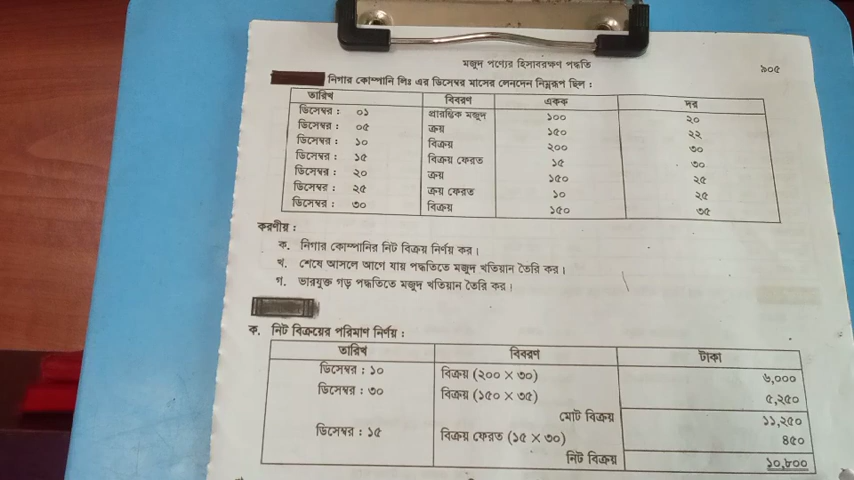 মজুদ পণ্যের হিসাবরক্ষণ পদ্ধতি ৯০৫
নিগার কোম্পানি লিঃ এর ডিসেম্বর মাসের লেনদেন নিম্নরূপ ছিল :
তারিখ বিবরণ একক দর
ডিসেম্বর : ০১ প্রারম্ভিক মজুদ ১০০ ২০
ডিসেম্বর : ০৫ ক্রয় ১৫০ ২২
ডিসেম্বর : ১০ বিক্রয় ২০০ ৩০
ডিসেম্বর : ১৫ বিক্রয় ফেরত ১৫ ৩০
ডিসেম্বর : ২০ ক্রয় ১৫০ ২৫
ডিসেম্বর : ২৫ ক্রয় ফেরত ১০ ২৫
ডিসেম্বর : ৩০ বিক্রয় ১৫০ ৩৫
করণীয় :
ক. নিগার কোম্পানির নিট বিক্রয় নির্ণয় কর।
খ. শেষে আসলে আগে যায় পদ্ধতিতে মজুদ খতিয়ান তৈরি কর।
গ. ভারযুক্ত গড় পদ্ধতিতে মজুদ খতিয়ান তৈরি কর।
ক. নিট বিক্রয়ের পরিমাণ নির্ণয় :
তারিখ বিবরণ টাকা
ডিসেম্বর : ১০ বিক্রয় (২০০ × ৩০) ৬,০০০
ডিসেম্বর : ৩০ বিক্রয় (১৫০ × ৩৫) ৫,২৫০
মোট বিক্রয় ১১,২৫০
ডিসেম্বর : ১৫ বিক্রয় ফেরত (১৫ × ৩০) ৪৫০
নিট বিক্রয় ১০,৮০০